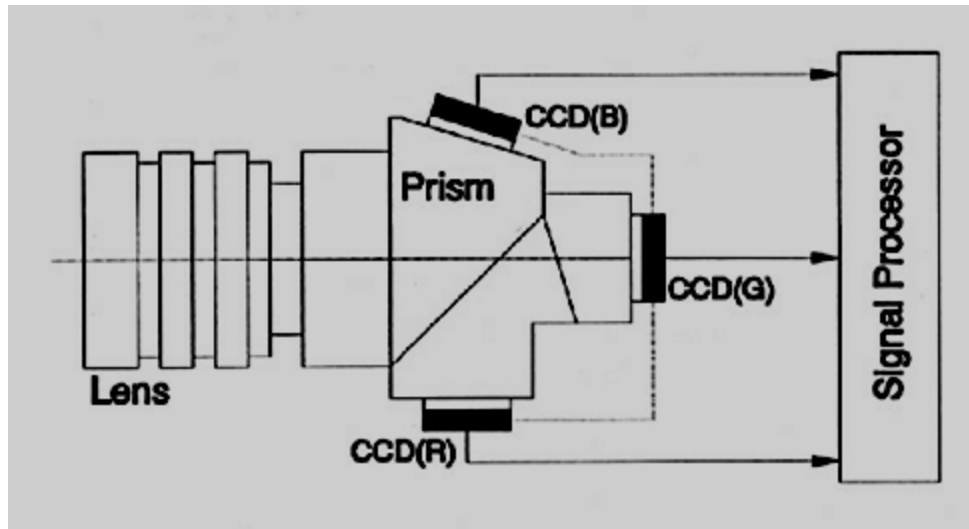 CCD(B)
Prism
CCD(G)
Lens
CCD(R)
Signal Processor